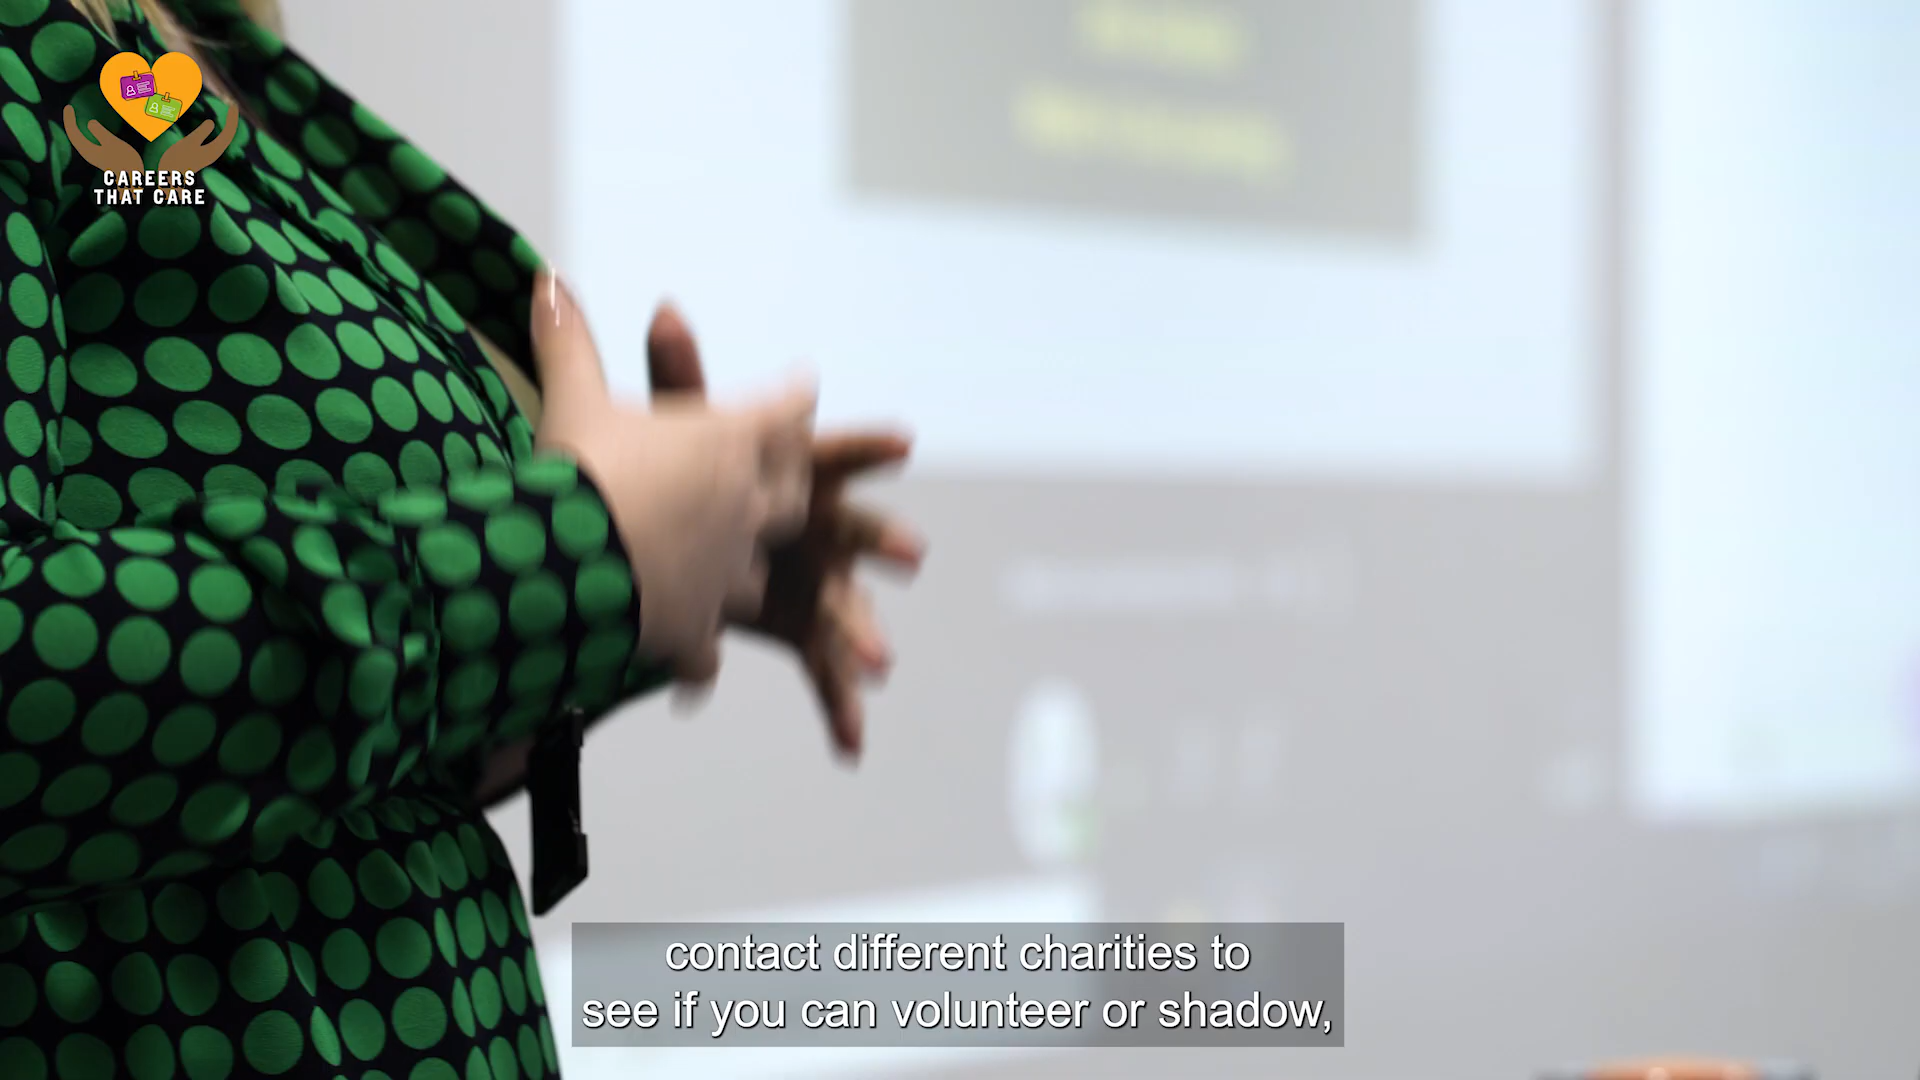 CAREERS
THAT CARE
contact different charities to
see if you can volunteer or shadow,